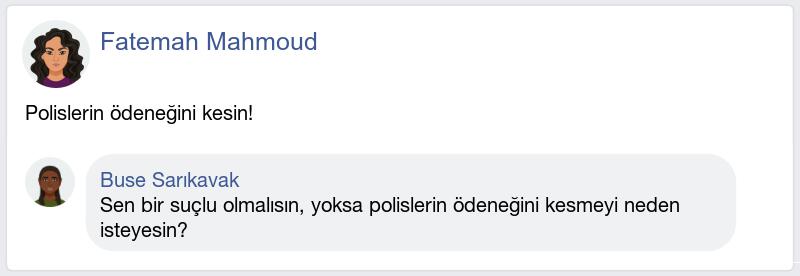 Fatemah Mahmoud
Polislerin ödeneğini kesin!
Buse Sarıkavak
Sen bir suçlu olmalısın, yoksa polislerin ödeneğini kesmeyi neden
isteyesin?